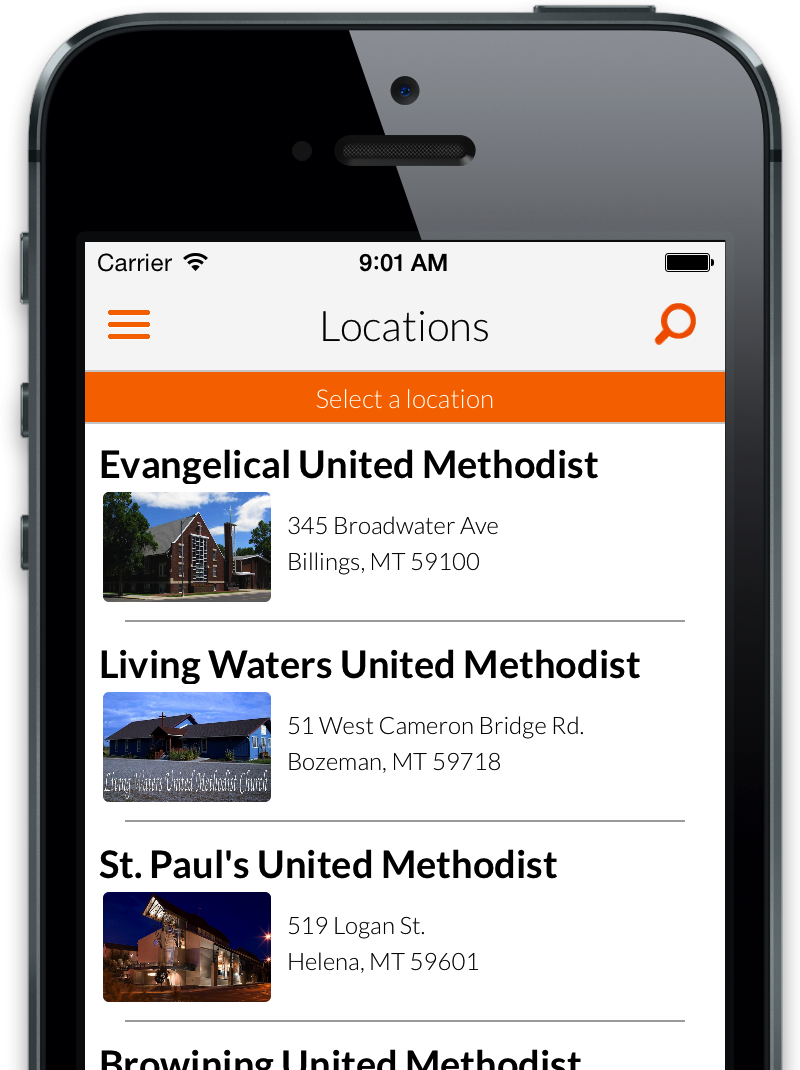 Carrier 9:01 AM
Locations
Select a location
Evangelical United Methodist
345 Broadwater Ave
Billings, MT 59100
Living Waters United Methodist
51 West Cameron Bridge Rd.
Bozeman, MT 59718
Living Waters United Methodist Church
St. Paul's United Methodist
519 Logan St.
Helena, MT 59601
Browining United Methodist